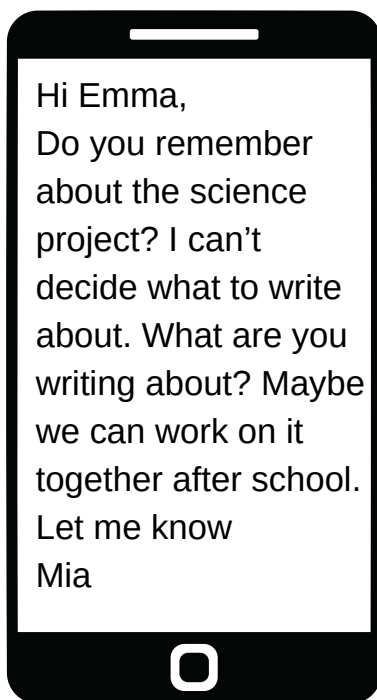 Hi Emma,
Do you remember
about the science
project? I can’t
decide what to write
about. What are you
writing about? Maybe
we can work on it
together after school.
Let me know
Mia